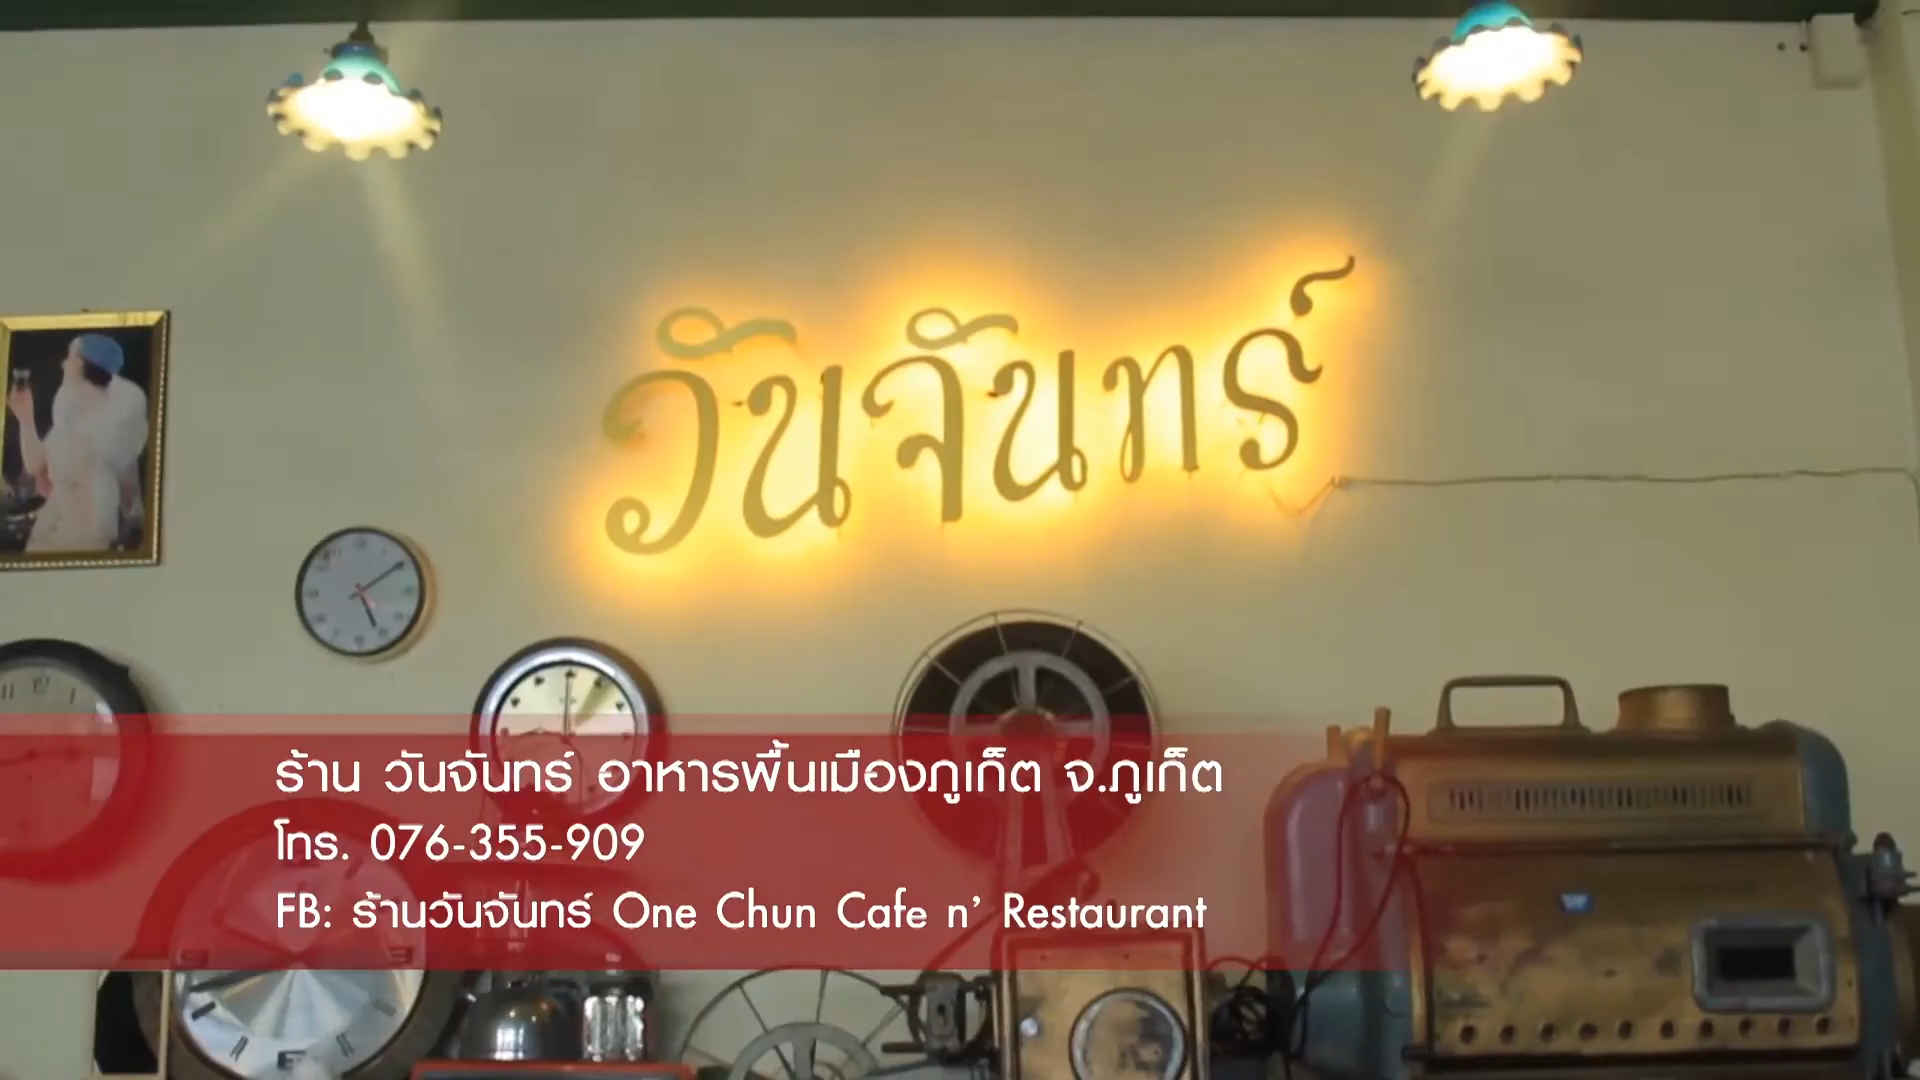 วันจันทร์
ร้าน วันจันทร์ อาหารพื้นเมืองภูเก็ต จ.ภูเก็ต
โทร. 076-355-909
FB: ร้านวันจันทร์ One Chun Cafe n’ Restaurant